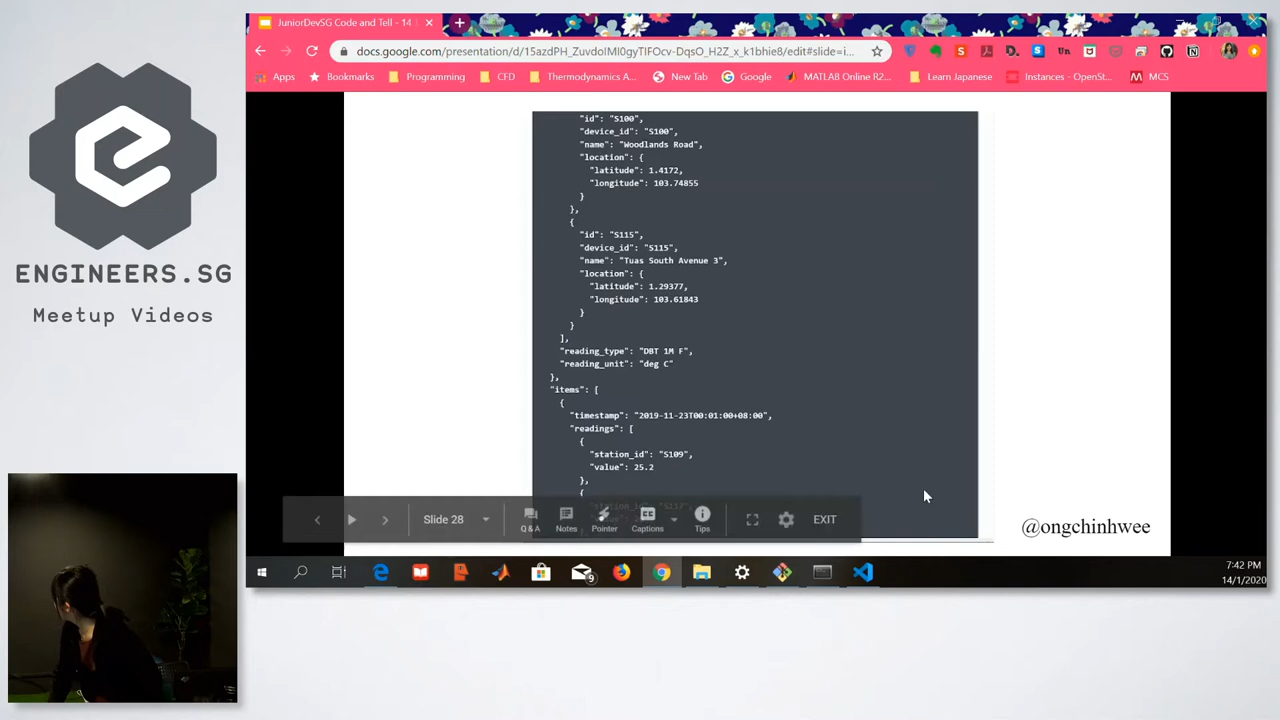 ENGINEERS.SG
Meetup Videos
JuniorDevSG Code and Tell - 14
docs.google.com/presentation/d/15azdPH_ZuvdoIMI0gyTIFOcv-DqsO_H2Z_x_k1bhie8/edit#slide=i...
Apps
Bookmarks
Programming
CFD
Thermodynamics A...
New Tab
Google
MATLAB Online R2...
Learn Japanese
Instances - OpenSt...
MCS
"id": "S100",
"device_id": "S100",
"name": "Woodlands Road",
"location": {
"latitude": 1.4172,
"longitude": 103.74855
}
},
{
"id": "S115",
"device_id": "S115",
"name": "Tuas South Avenue 3",
"location": {
"latitude": 1.29377,
"longitude": 103.61843
}
}
],
"reading_type": "DBT 1M F",
"reading_unit": "deg C"
},
"items": [
{
"timestamp": "2019-11-23T00:01:00+08:00",
"readings": [
{
"station_id": "S109",
"value": 25.2
},
{
"station_id": "S117",
Slide 28
Q & A
Notes
Pointer
Captions
Tips
EXIT
@ongchinhwee
9
7:42 PM
14/1/2020